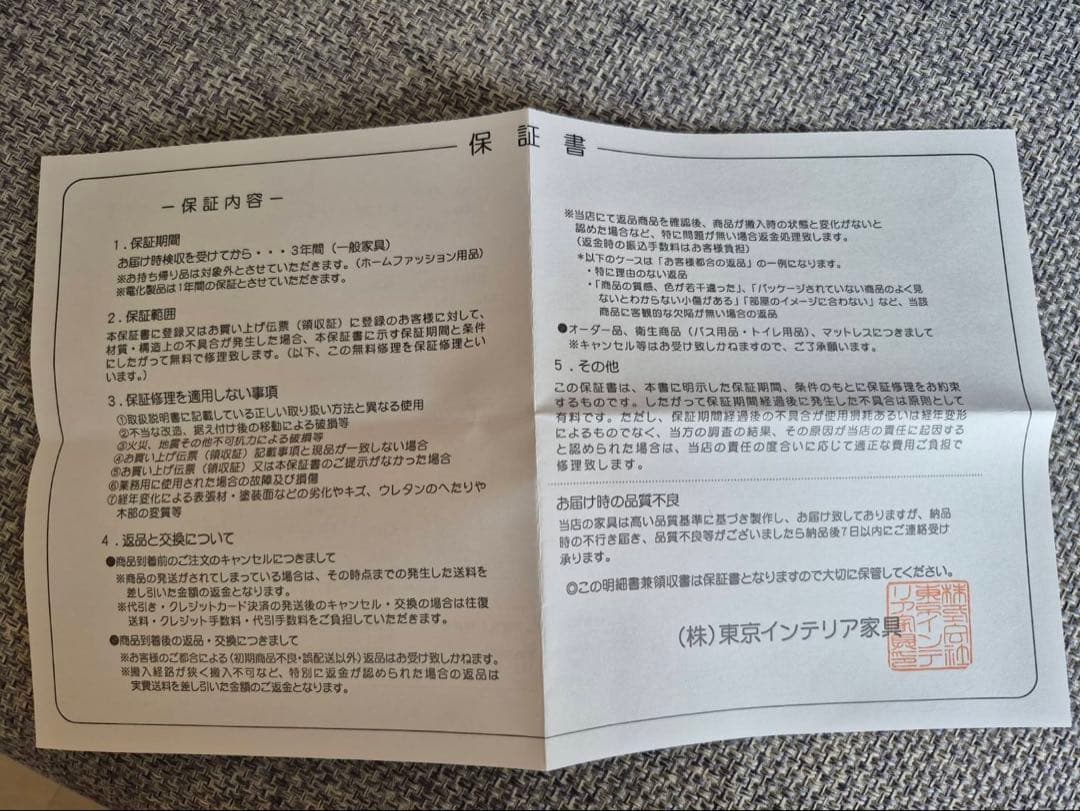 保証書
－保証内容－
1．保証期間
お届け時検収を受けてから・・・3年間（一般家具）
※お持ち帰り品は対象外とさせていただきます。（ホームファッション用品）
※電化製品は1年間の保証とさせていただきます。
2．保証範囲
本保証書に登録又はお買い上げ伝票（領収証）に登録のお客様に対して、
材質・構造上の不具合が発生した場合、本保証書に示す保証期間と条件
にしたがって無料で修理致します。（以下、この無料修理を保証修理とい
います。）
3．保証修理を適用しない事項
①取扱説明書に記載している正しい取り扱い方法と異なる使用
②不当な改造、据え付け後の移動による破損等
③火災、地震その他不可抗力による破損等
④お買い上げ伝票（領収証）記載事項と現品が一致しない場合
⑤お買い上げ伝票（領収証）又は本保証書のご提示がなかった場合
⑥業務用に使用された場合の故障及び損傷
⑦経年変化による表張材・塗装面などの劣化やキズ、ウレタンのへたりや
木部の変質等
4．返品と交換について
●商品到着前のご注文のキャンセルにつきまして
※商品の発送がされてしまっている場合は、その時点までの発生した送料を
差し引いた金額の返金となります。
※代引き・クレジットカード決済の発送後のキャンセル・交換の場合は往復
送料・クレジット手数料・代引手数料をご負担していただきます。
●商品到着後の返品・交換につきまして
※お客様のご都合による（初期商品不良・誤配送以外）返品はお受け致しかねます。
※搬入経路が狭く搬入不可など、特別に返金が認められた場合の返品は
実費送料を差し引いた金額のご返金となります。
※当店にて返品商品を確認後、商品が搬入時の状態と変化がないと
認めた場合など、特に問題が無い場合返金処理致します。
（返金時の振込手数料はお客様負担）
＊以下のケースは「お客様都合の返品」の一例になります。
・特に理由のない返品
・「商品の質感、色が若干違った」、「パッケージされていない商品のよく見
ないとわからない小傷がある」「部屋のイメージに合わない」など、当該
商品に客観的な欠陥が無い場合の返品
●オーダー品、衛生商品（バス用品・トイレ用品）、マットレスにつきまして
※キャンセル等はお受け致しかねますので、ご了承願います。
5．その他
この保証書は、本書に明示した保証期間、条件のもとに保証修理をお約束
するものです。したがって保証期間経過後に発生した不具合は原則として
有料です。ただし、保証期間経過後の不具合が使用損耗あるいは経年変形
によるものでなく、当方の調査の結果、その原因が当店の責任に起因する
と認められた場合は、当店の責任の度合いに応じて適正な費用ご負担で
修理致します。
お届け時の品質不良
当店の家具は高い品質基準に基づき製作し、お届け致しておりますが、納品
時の不行き届き、品質不良等がございましたら納品後7日以内にご連絡受け
承ります。
◎この明細書兼領収書は保証書となりますので大切に保管してください。
（株）東京インテリア家具
株式会社
東京インテ
リア家具印